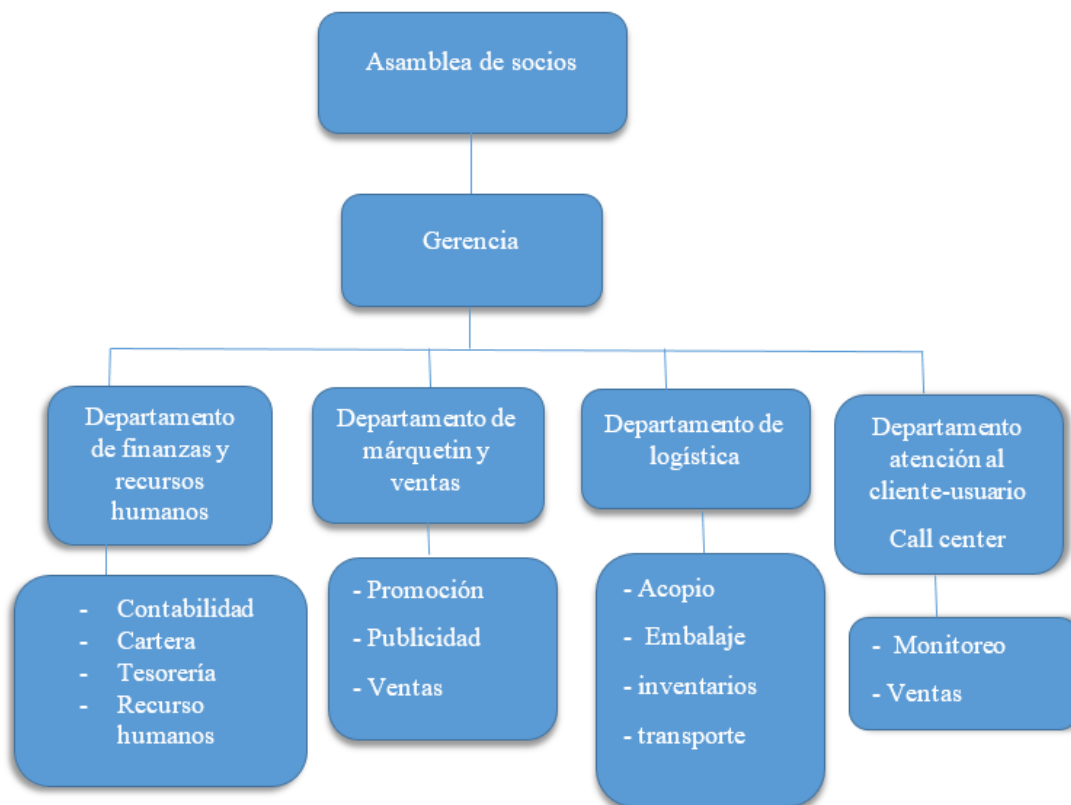 Asamblea de socios
Gerencia
Departamento
de finanzas y
recursos
humanos
Departamento de
márquetin y
ventas
Departamento de
logística
Departamento
atención al
cliente-usuario
Call center
- Contabilidad
- Cartera
- Tesorería
- Recurso
humanos
- Promoción
- Publicidad
- Ventas
- Acopio
- Embalaje
- inventarios
- transporte
- Monitoreo
- Ventas